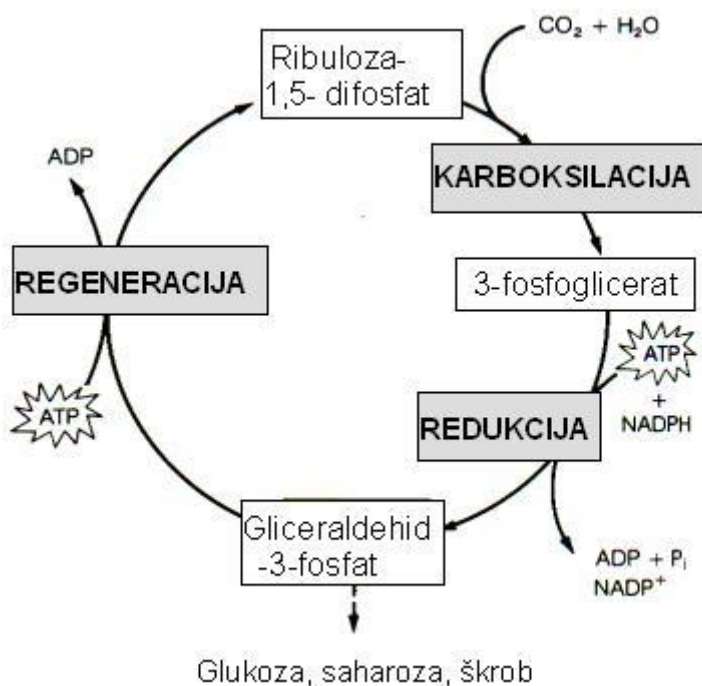 CO₂ + H₂O
Ribuloza-
1,5- difosfat
ADP
KARBOKSILACIJA
REGENERACIJA
3-fosfoglicerat
ATP
+
NADPH
ATP
REDUKCIJA
Gliceraldehid
-3-fosfat
ADP + Pᵢ
NADP⁺
Glukoza, saharoza, škrob